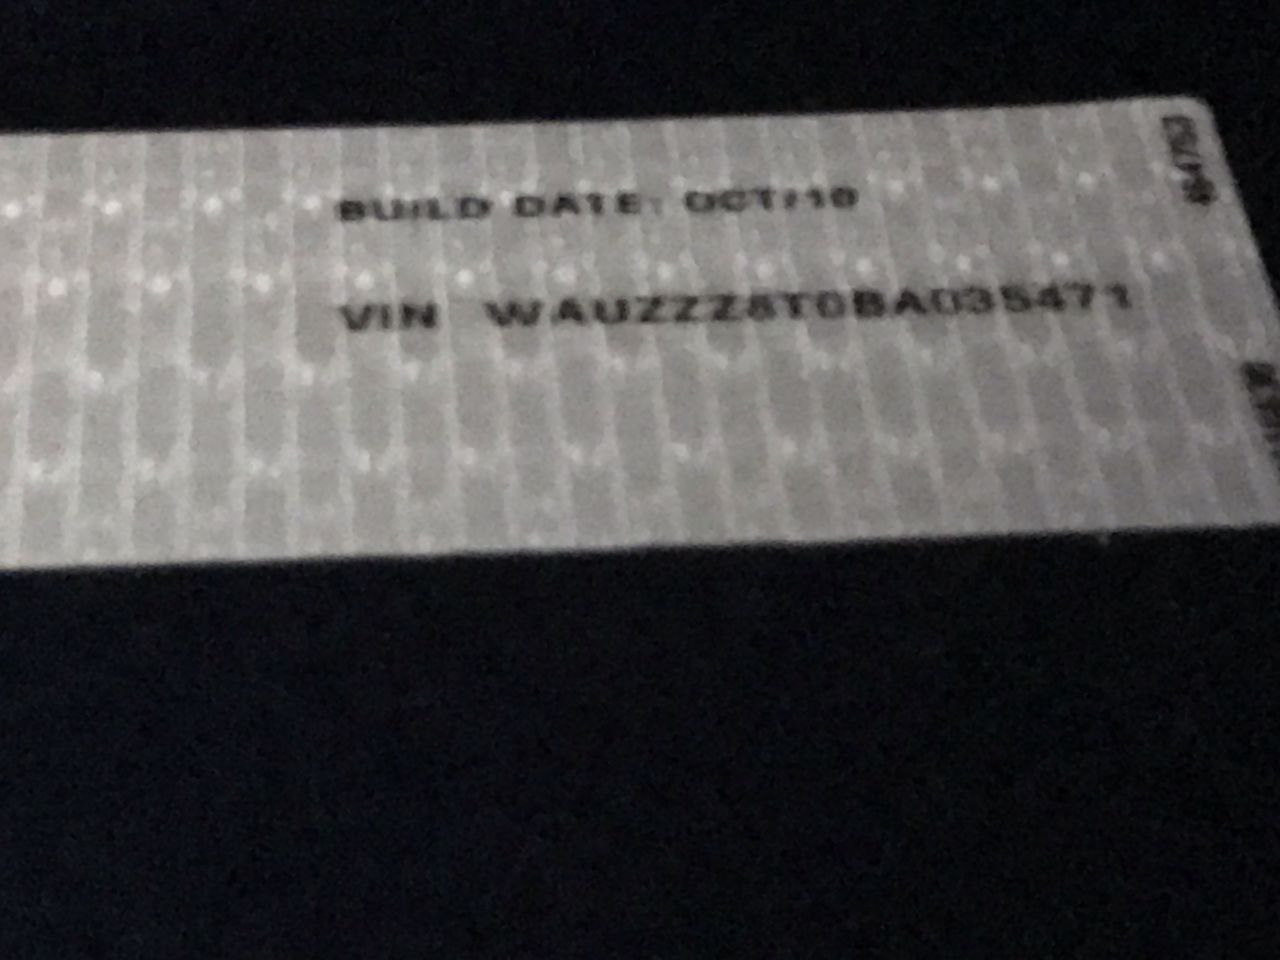 BUILD DATE: OCT/10
VIN WAUZZZ8T0BA035471